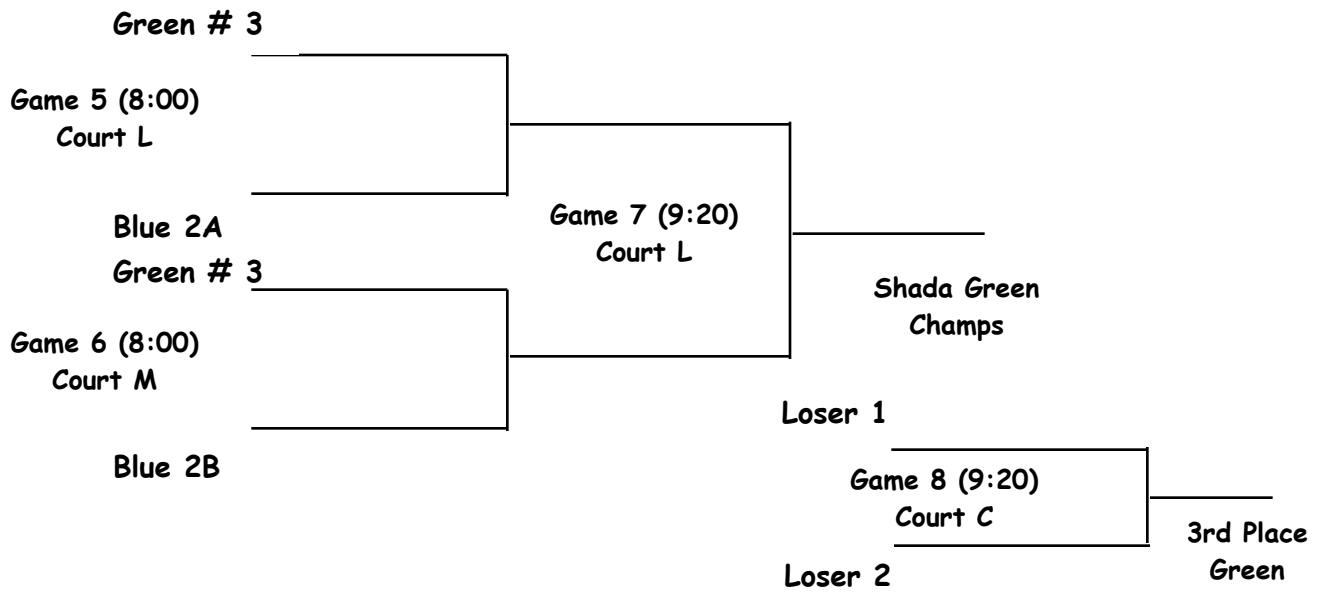 Green # 3
Game 5 (8:00)
Court L
Blue 2A
Green # 3
Game 6 (8:00)
Court M
Blue 2B
Game 7 (9:20)
Court L
Shada Green
Champs
Loser 1
Game 8 (9:20)
Court C
Loser 2
3rd Place
Green